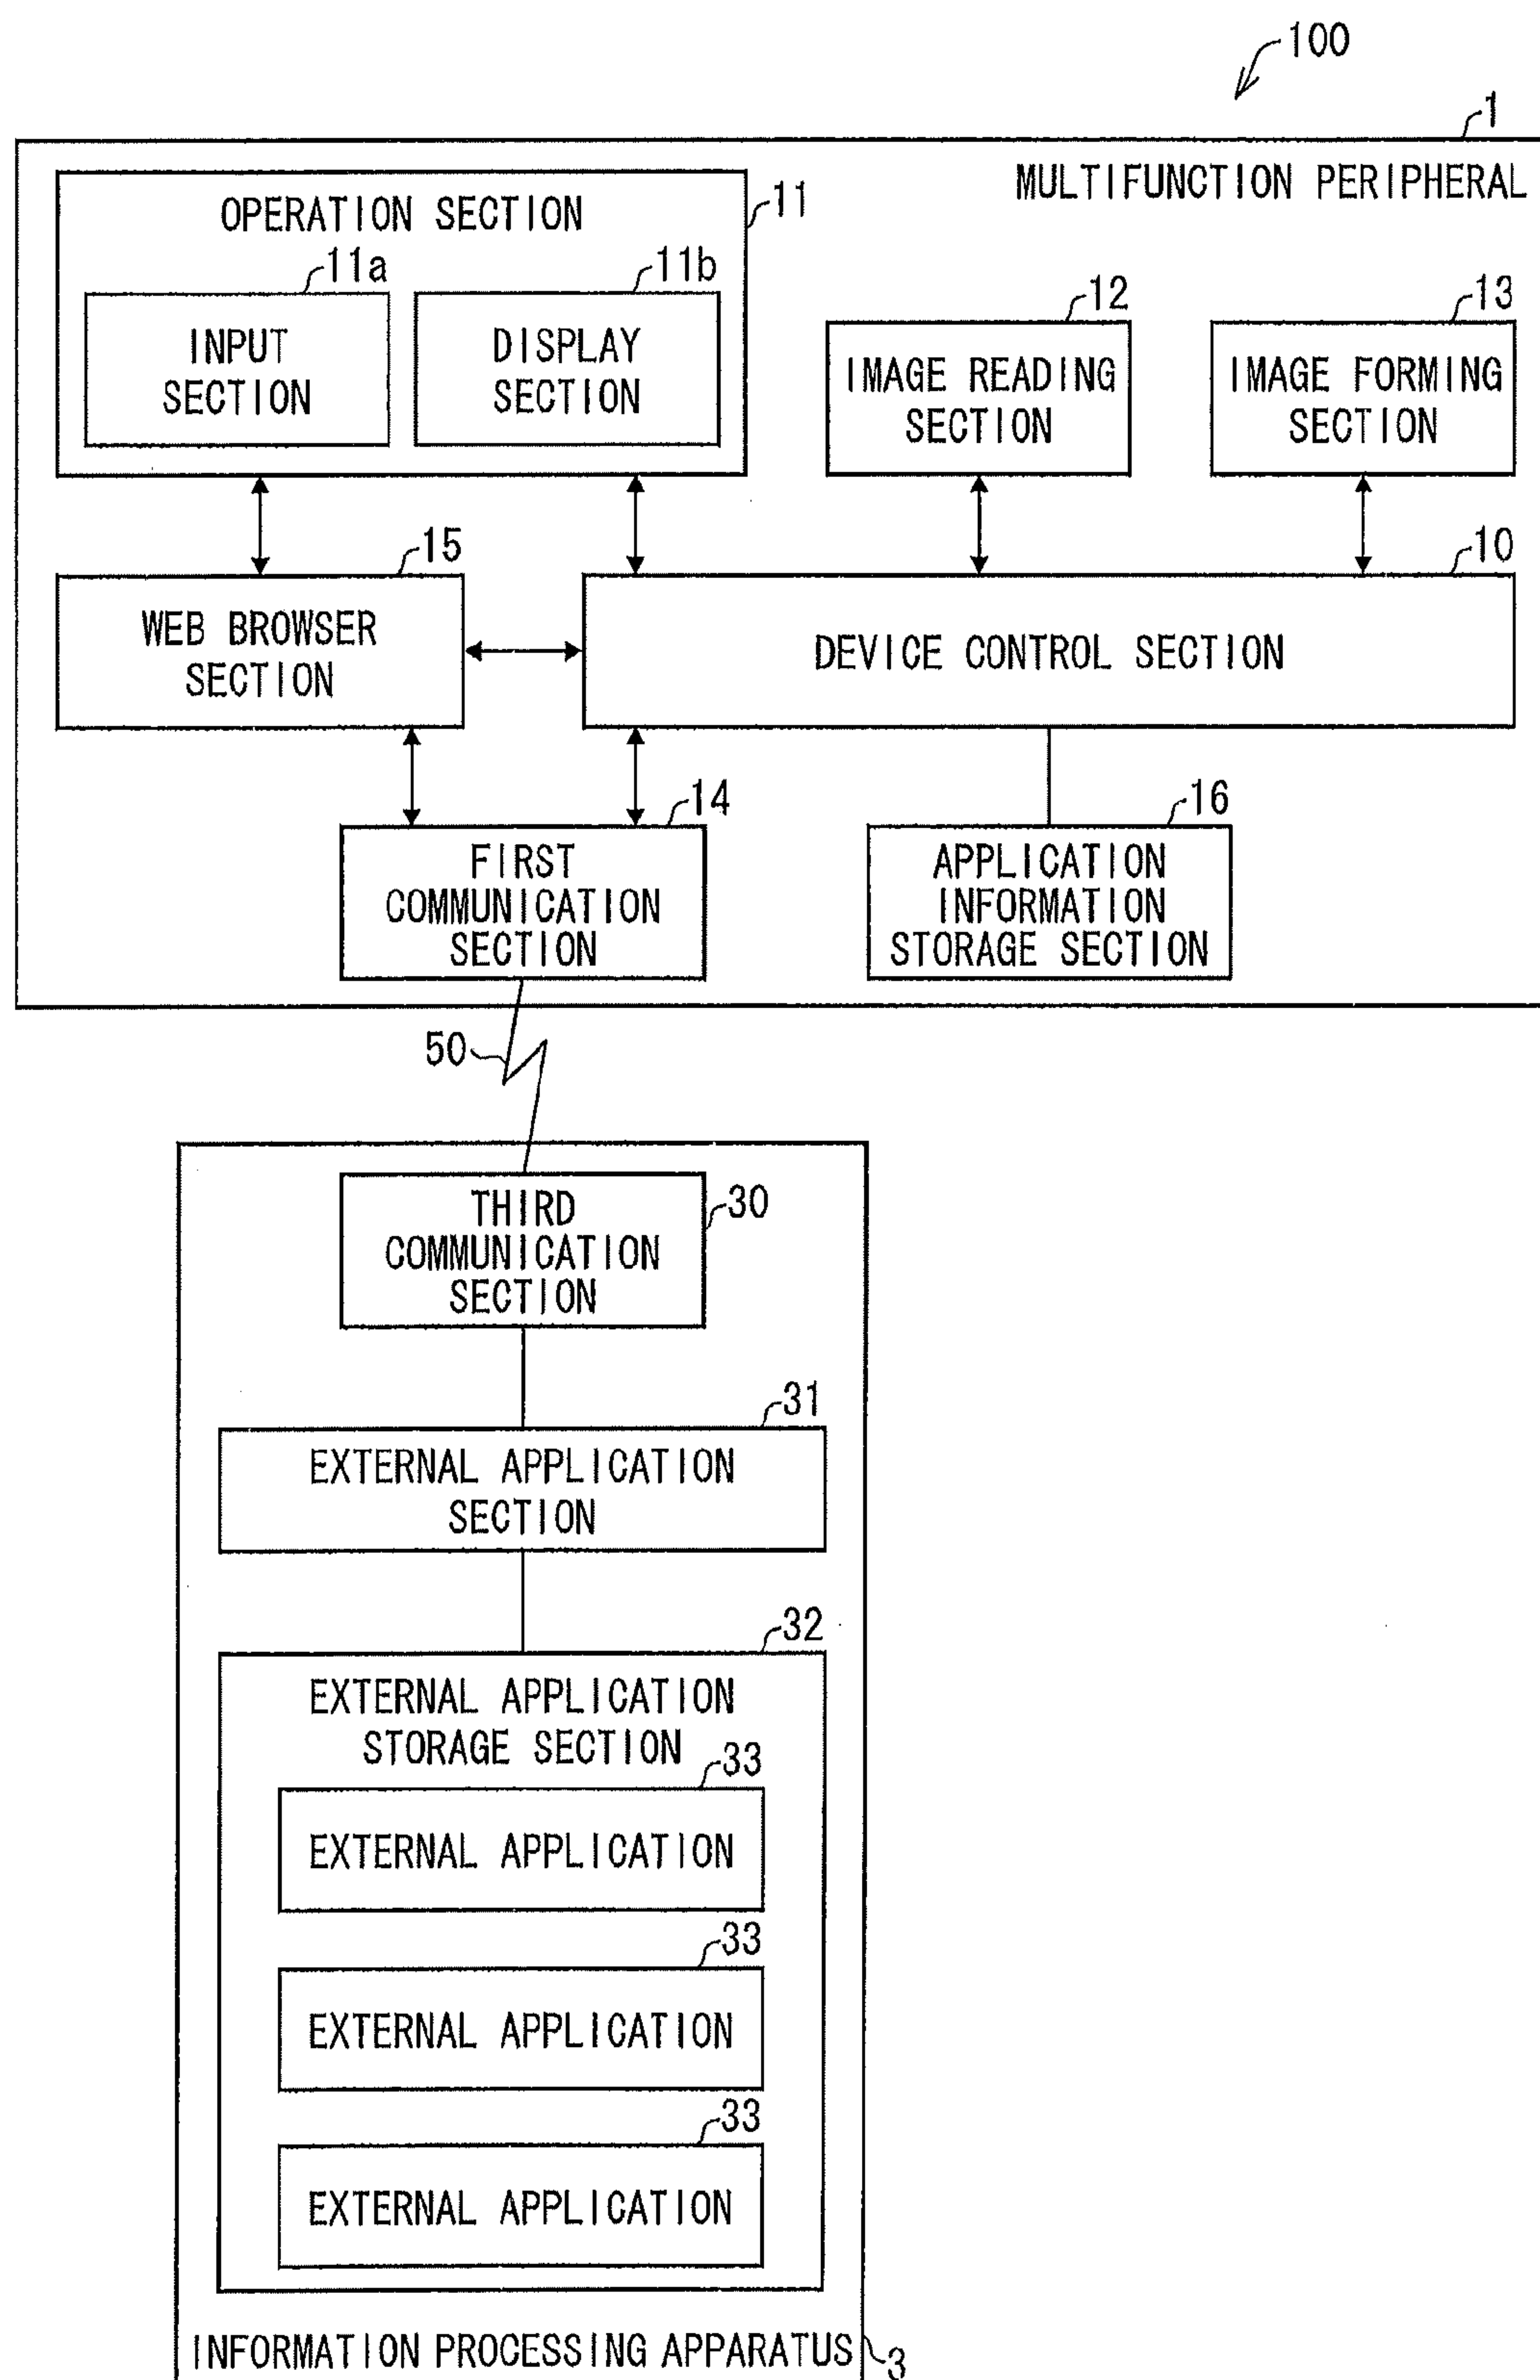 100
1
MULTIFUNCTION PERIPHERAL
OPERATION SECTION
11
11a
11b
INPUT
SECTION
DISPLAY
SECTION
12
13
IMAGE READING
SECTION
IMAGE FORMING
SECTION
15
10
WEB BROWSER
SECTION
DEVICE CONTROL SECTION
14
16
FIRST
COMMUNICATION
SECTION
APPLICATION
INFORMATION
STORAGE SECTION
50
THIRD
COMMUNICATION
SECTION
30
31
EXTERNAL APPLICATION
SECTION
32
EXTERNAL APPLICATION
STORAGE SECTION
33
EXTERNAL APPLICATION
33
EXTERNAL APPLICATION
33
EXTERNAL APPLICATION
INFORMATION PROCESSING APPARATUS
3